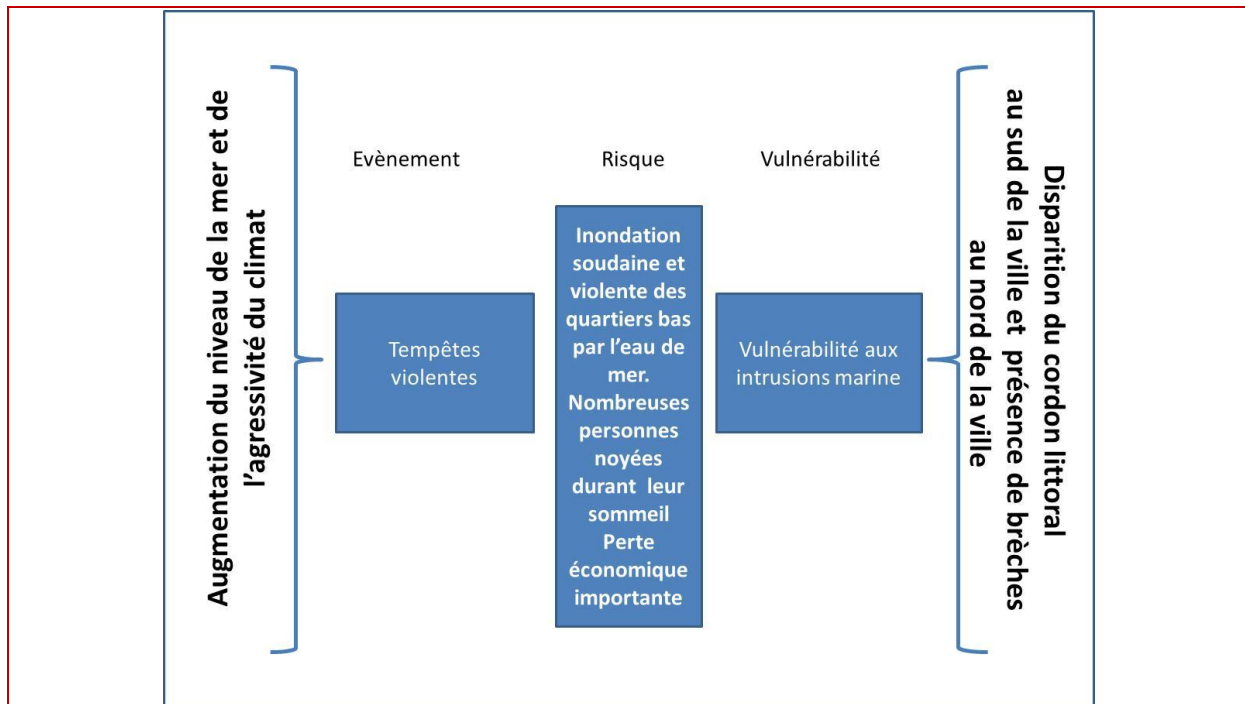 Augmentation du niveau de la mer et de
l'agressivité du climat
Evènement
Risque
Vulnérabilité
Tempêtes
violentes
Inondation
soudaine et
violente des
quartiers bas
par l'eau de
mer.
Nombreuses
personnes
noyées
durant leur
sommeil
Perte
économique
importante
Vulnérabilité aux
intrusions marine
Disparition du cordon littoral
au sud de la ville et présence de brèches
au nord de la ville